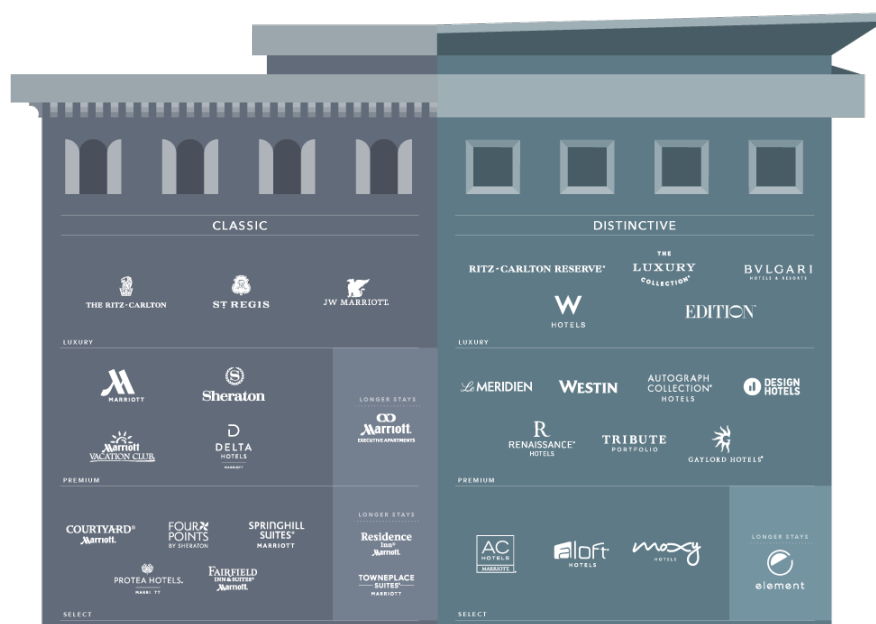 CLASSIC
THE RITZ-CARLTON
ST REGIS
JW MARRIOTT
LUXURY
MARRIOTT
Sheraton
Marriott
VACATION CLUB
DELTA
HOTELS
MARRIOTT
LONGER STAYS
Marriott
EXECUTIVE APARTMENTS
PREMIUM
COURTYARD®
Marriott
FOUR
POINTS
BY SHERATON
SPRINGHILL
SUITES®
MARRIOTT
PROTEA HOTELS
MARRI TT
FAIRFIELD
INN & SUITES®
Marriott
LONGER STAYS
Residence
Inn®
Marriott
TOWNEPLACE
SUITES®
MARRIOTT
SELECT
DISTINCTIVE
RITZ-CARLTON RESERVE®
THE
LUXURY
COLLECTION®
BVLGARI
HOTELS & RESORTS
W
HOTELS
EDITION
LUXURY
Le MERIDIEN
WESTIN
AUTOGRAPH
COLLECTION®
HOTELS
DESIGN
HOTELS
R
RENAISSANCE®
HOTELS
TRIBUTE
PORTFOLIO
GAYLORD HOTELS®
PREMIUM
AC
HOTELS
MARRIOTT
aloft
HOTELS
moxy
HOTELS
LONGER STAYS
element
SELECT